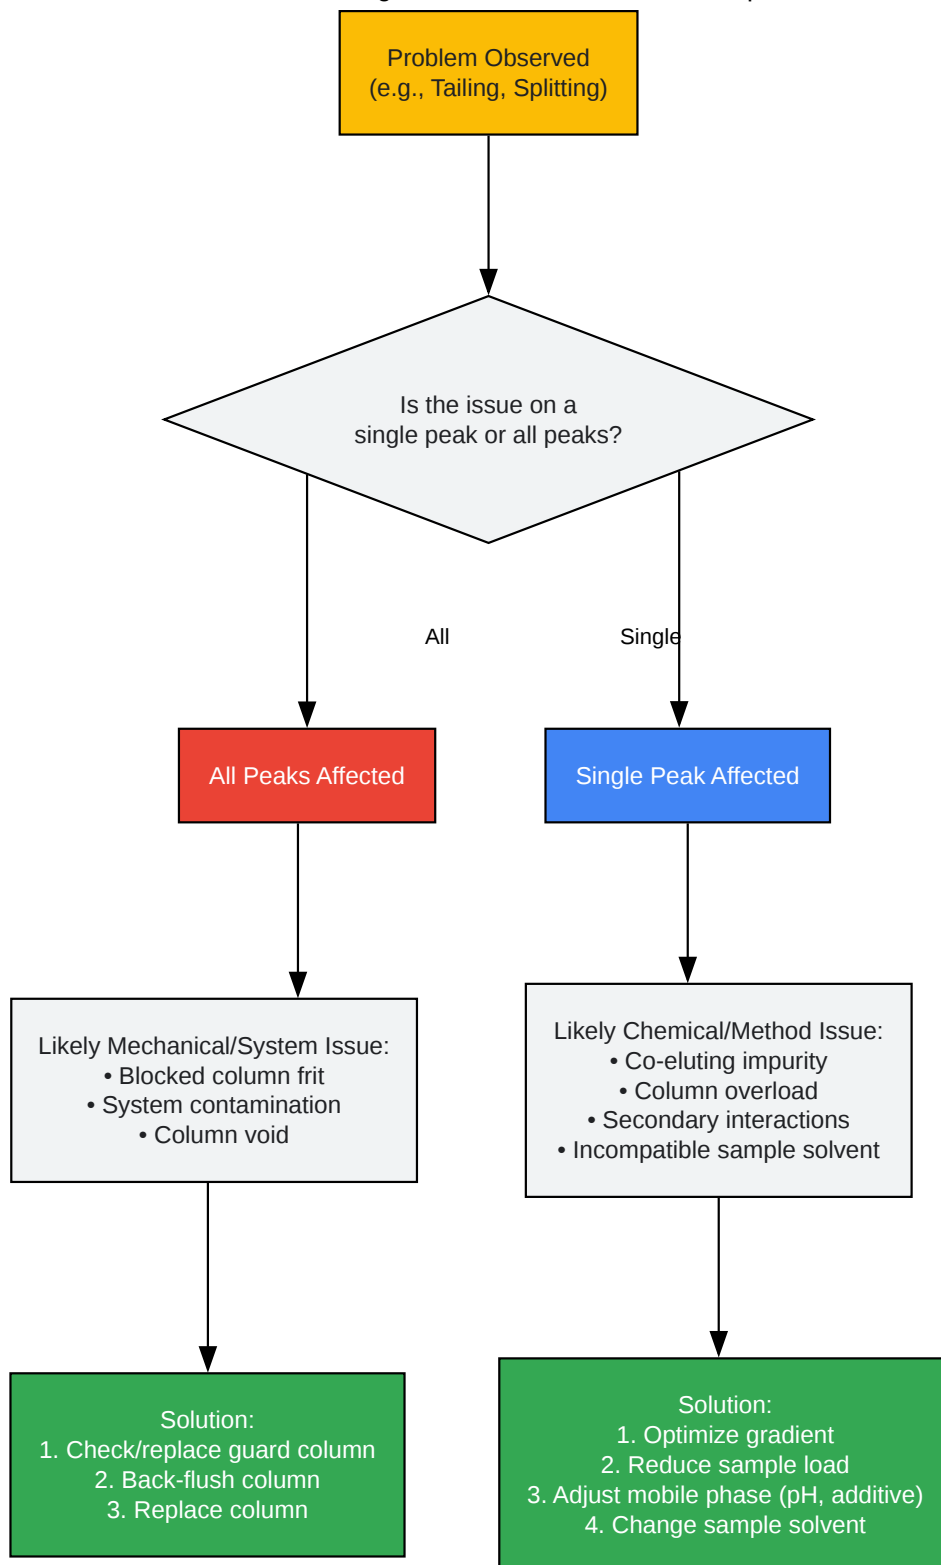 Problem Observed
(e.g., Tailing, Splitting)
Is the issue on a
single peak or all peaks?
All
Single
All Peaks Affected
Single Peak Affected
Likely Mechanical/System Issue:
• Blocked column frit
• System contamination
• Column void
Likely Chemical/Method Issue:
• Co-eluting impurity
• Column overload
• Secondary interactions
• Incompatible sample solvent
Solution:
1. Check/replace guard column
2. Back-flush column
3. Replace column
Solution:
1. Optimize gradient
2. Reduce sample load
3. Adjust mobile phase (pH, additive)
4. Change sample solvent